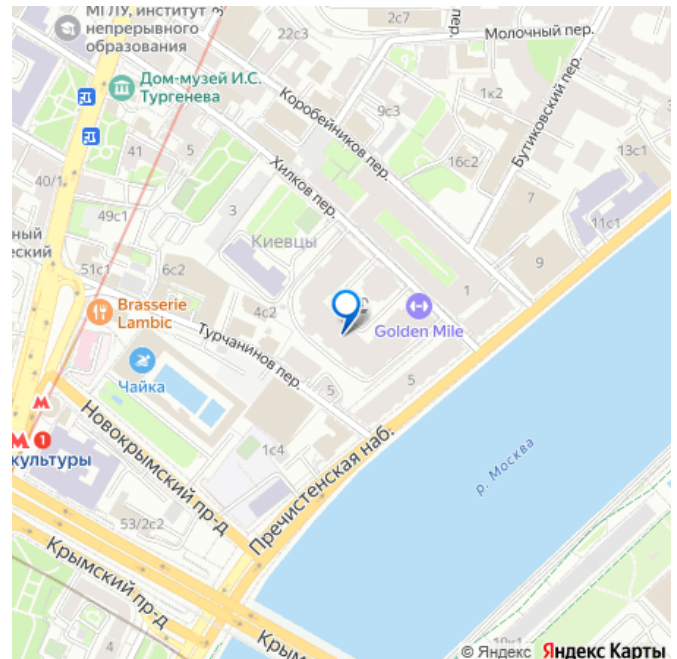 МГЛУ, институт
непрерывного
образования
2с7
пер.
22с3
Молочный пер.
Дом-музей И.С.
Тургенева
Коробейников пер.
9с3
1к2
Бутиковский пер.
41
5
16с2
13с1
40/1
Хилков пер.
7
3
49с1
11с1
Киевцы
51с1
6с2
9
1
Brasserie
Lambic
4с2
Golden Mile
Турчанинов пер.
Чайка
5
5
М
М 1
культуры
Новокрымский пр-д
1с4
Пречистенская наб.
р. Москва
53/2с2
Крымский пр-д
© Яндекс Яндекс Карты